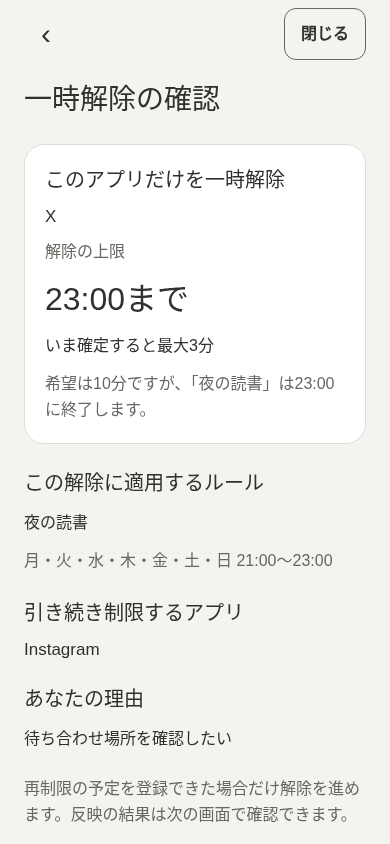 ‹
閉じる
一時解除の確認
このアプリだけを一時解除
X
解除の上限
23:00まで
いま確定すると最大3分
希望は10分ですが、「夜の読書」は23:00
に終了します。
この解除に適用するルール
夜の読書
月・火・水・木・金・土・日 21:00〜23:00
引き続き制限するアプリ
Instagram
あなたの理由
待ち合わせ場所を確認したい
再制限の予定を登録できた場合だけ解除を進め
ます。反映の結果は次の画面で確認できます。